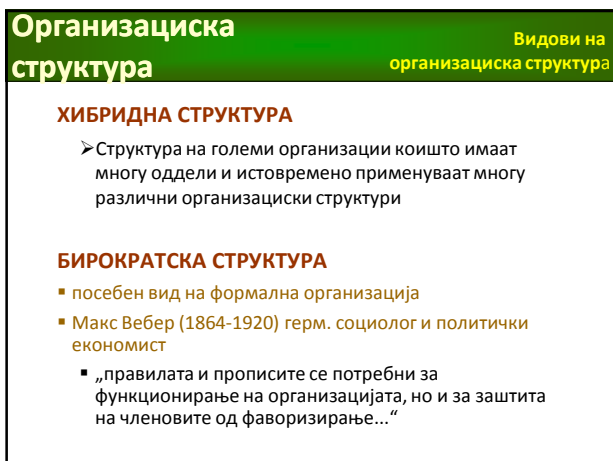 Организациска
структура
Видови на
организациска структура
ХИБРИДНА СТРУКТУРА
➢Структура на големи организации коишто имаат
многу оддели и истовремено применуваат многу
различни организациски структури
БИРОКРАТСКА СТРУКТУРА
▪ посебен вид на формална организација
▪ Макс Вебер (1864-1920) герм. социолог и политички
економист
▪ „правилата и прописите се потребни за
функционирање на организацијата, но и за заштита
на членовите од фаворизирање...“